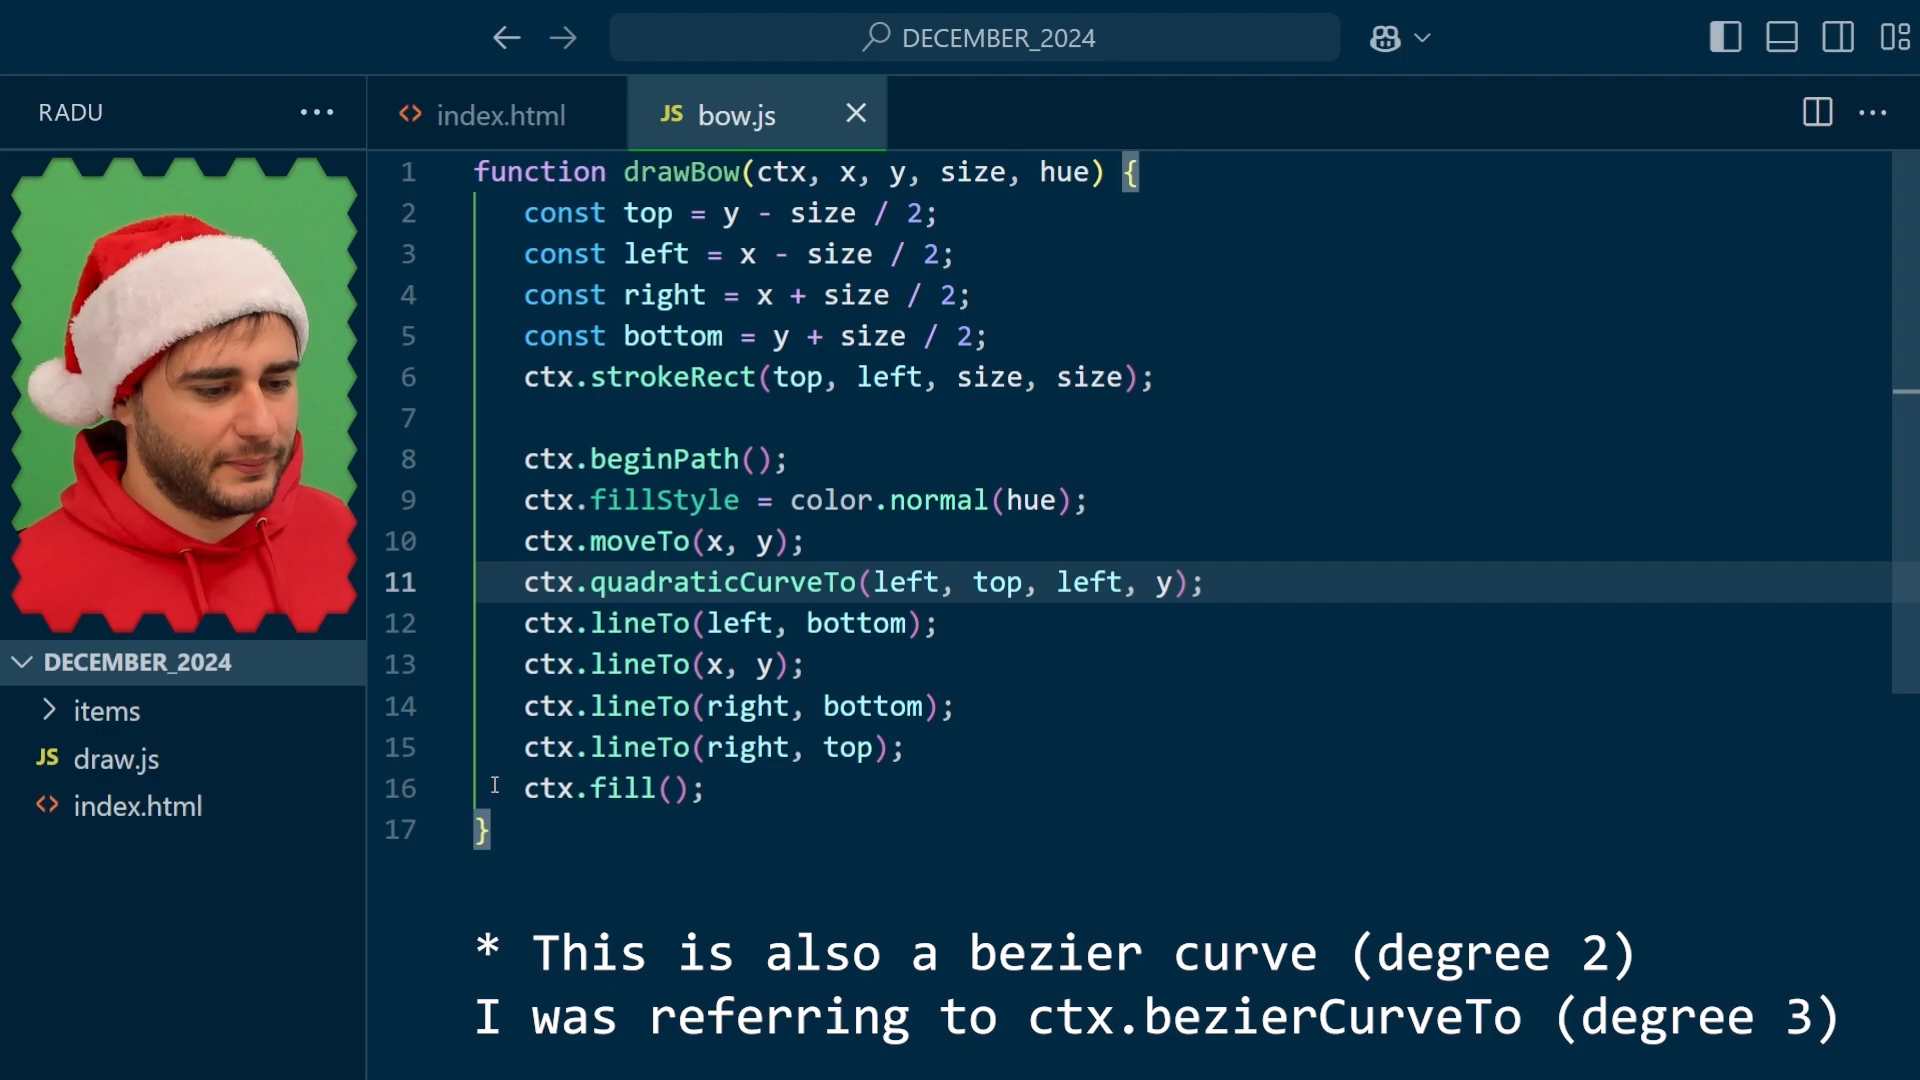 DECEMBER_2024
RADU
index.html
JS bow.js
1 function drawBow(ctx, x, y, size, hue) {
2 const top = y - size / 2;
3 const left = x - size / 2;
4 const right = x + size / 2;
5 const bottom = y + size / 2;
6 ctx.strokeRect(top, left, size, size);
7
8 ctx.beginPath();
9 ctx.fillStyle = color.normal(hue);
10 ctx.moveTo(x, y);
11 ctx.quadraticCurveTo(left, top, left, y);
12 ctx.lineTo(left, bottom);
13 ctx.lineTo(x, y);
14 ctx.lineTo(right, bottom);
15 ctx.lineTo(right, top);
16 ctx.fill();
17 }
DECEMBER_2024
items
JS draw.js
index.html
* This is also a bezier curve (degree 2)
I was referring to ctx.bezierCurveTo (degree 3)